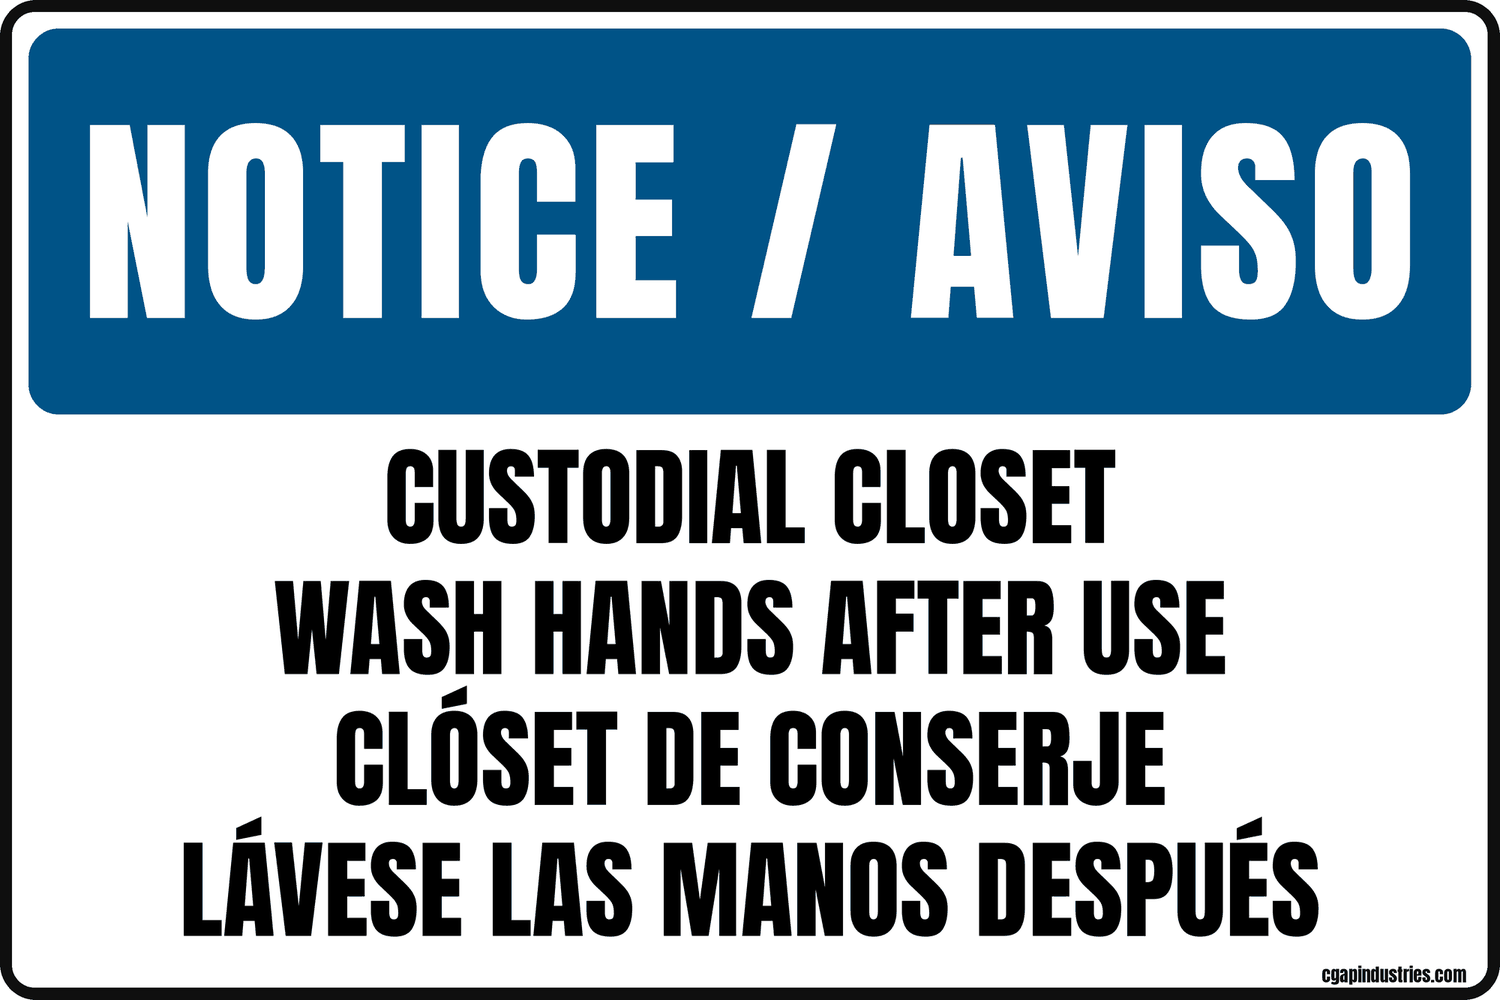 NOTICE / AVISO
CUSTODIAL CLOSET
WASH HANDS AFTER USE
CLÓSET DE CONSERJE
LÁVESE LAS MANOS DESPUÉS
cgapindustries.com